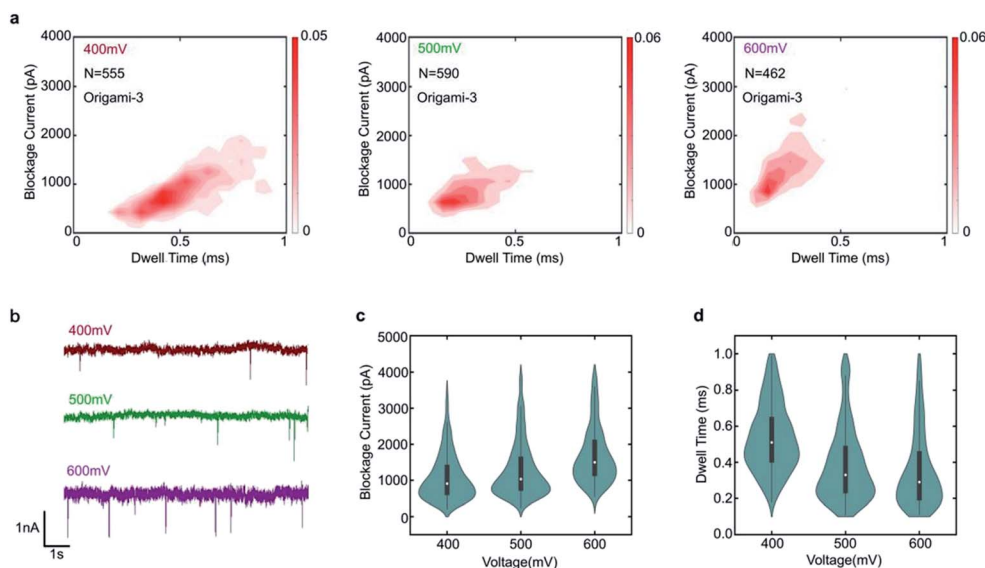 a
400mV
N=555
Origami-3
Blockage Current (pA)
4000
3000
2000
1000
0
0
0.5
1
Dwell Time (ms)
0.05
0
500mV
N=590
Origami-3
Blockage Current (pA)
4000
3000
2000
1000
0
0
0.5
1
Dwell Time (ms)
0.06
0
600mV
N=462
Origami-3
Blockage Current (pA)
4000
3000
2000
1000
0
0
0.5
1
Dwell Time (ms)
0.06
0
b
400mV
500mV
600mV
1nA
1s
c
Blockage Current (pA)
5000
4000
3000
2000
1000
0
400
500
600
Voltage(mV)
d
Dwell Time (ms)
1.0
0.8
0.6
0.4
0.2
400
500
600
Voltage(mV)